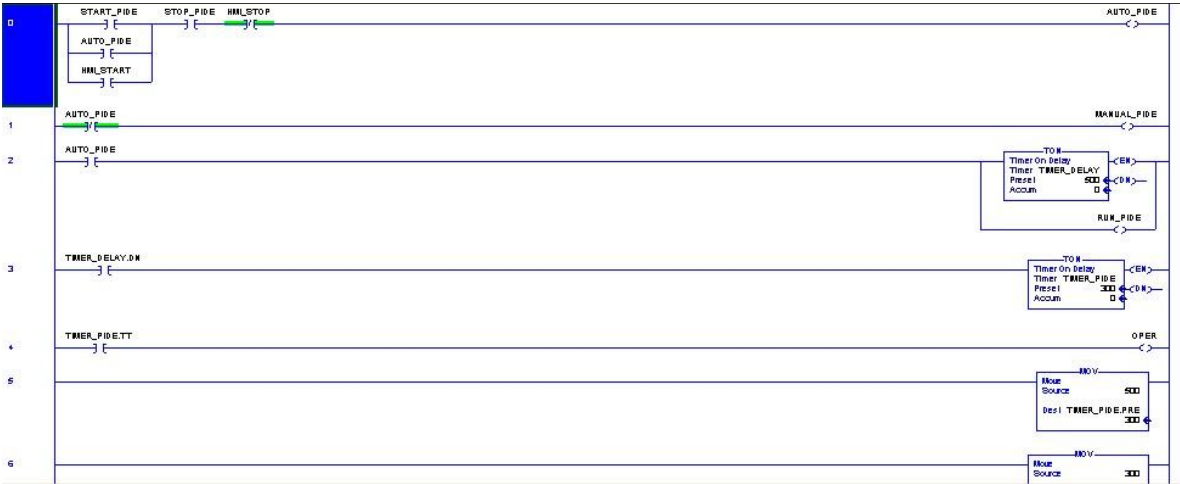 0
START_PIDE STOP_PIDE HMI_STOP AUTO_PIDE
AUTO_PIDE
HMI_START
1
AUTO_PIDE MANUAL_PIDE
2
AUTO_PIDE
TON
Timer On Delay EN
Timer TIMER_DELAY
Preset 500 DN
Accum 0
RUN_PIDE
3
TIMER_DELAY.DN
TON
Timer On Delay EN
Timer TIMER_PIDE
Preset 300 DN
Accum 0
4
TIMER_PIDE.TT OPER
5
MOV
Move
Source 500
Dest TIMER_PIDE.PRE
300
6
MOV
Move
Source 300